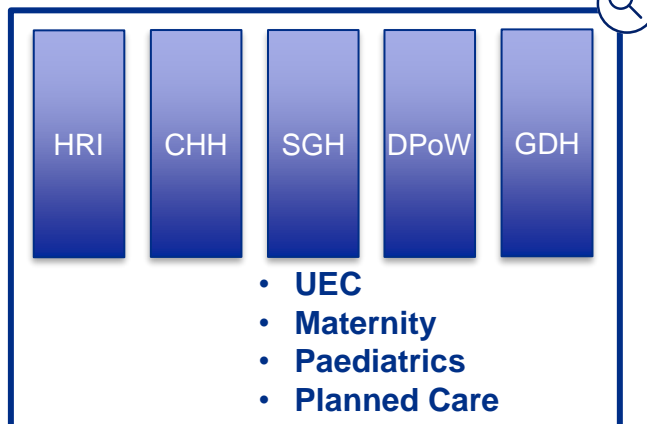 HRI CHH SGH DPoW GDH
• UEC
• Maternity
• Paediatrics
• Planned Care